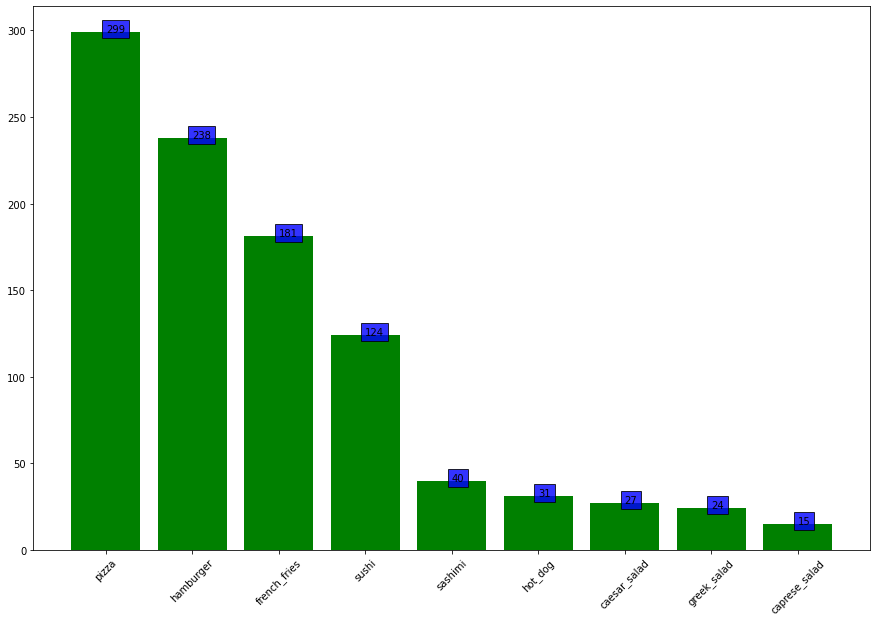 300
250
200
150
100
50
0
299
238
181
124
40
31
27
24
15
pizza
hamburger
french_fries
sushi
sashimi
hot_dog
caesar_salad
greek_salad
caprese_salad